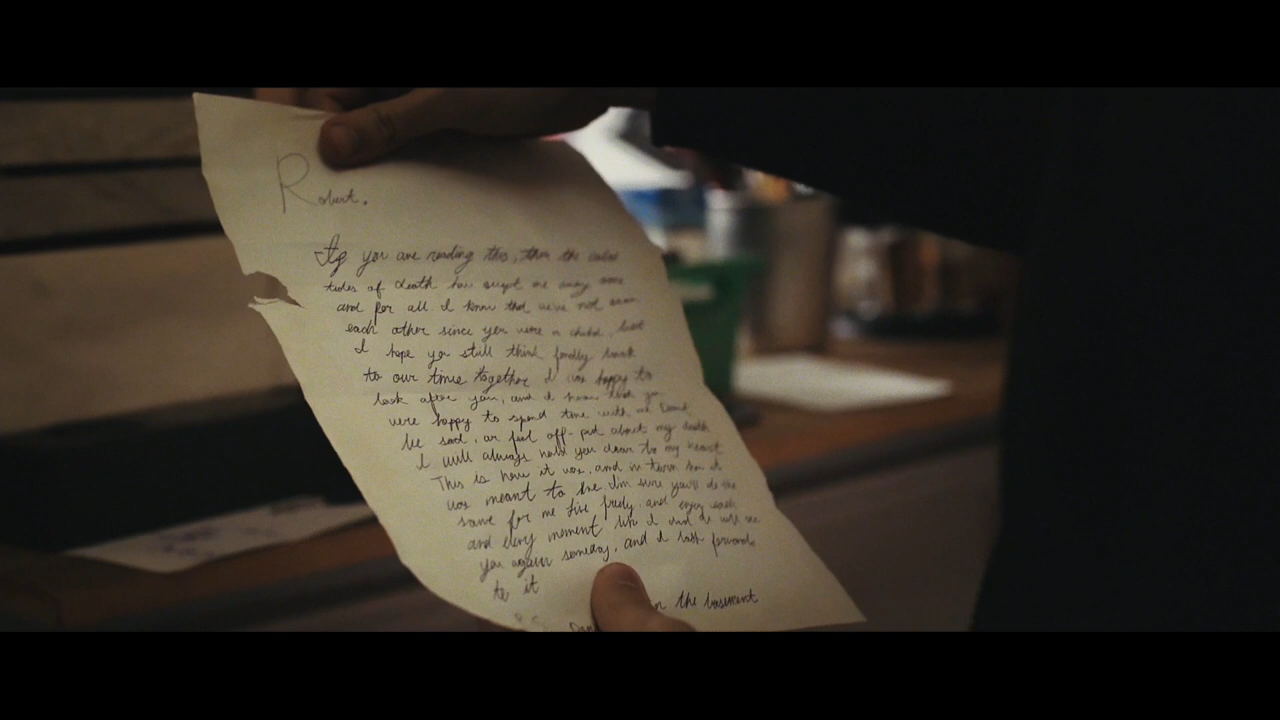 Robert.
If you are reading this, then the
tides of death have swept me away
and for all I know that we've not seen
each other since you were a child. but
I hope you still think fondly back
to our time together I was happy to
look after you, and I know that you
were happy to spend time with me Don't
be sad, or feel off-put about my death
I will always hold you dear to my heart
This is how it was, and in turn how it
was meant to be. I'm sure you'll do the
same for me live freely, and enjoy each
and every moment like I did We will see
you again someday, and I look forward
to it
the basement